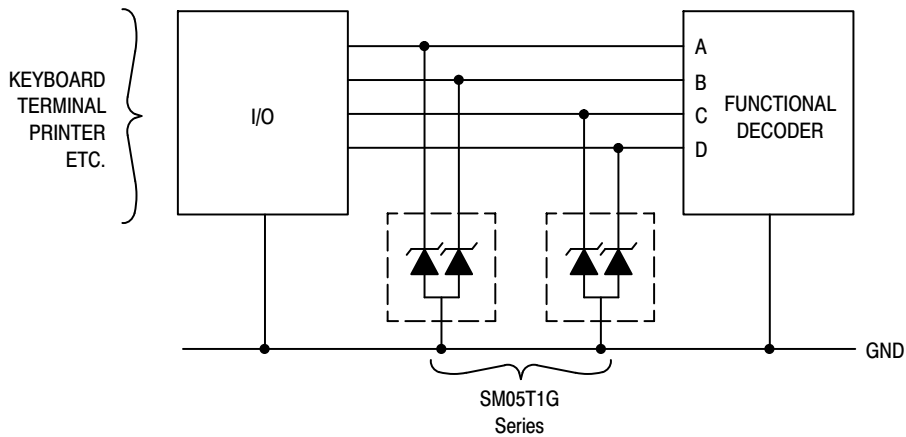 KEYBOARD
TERMINAL
PRINTER
ETC.
I/O
A
B
C
D
FUNCTIONAL
DECODER
GND
SM05T1G
Series